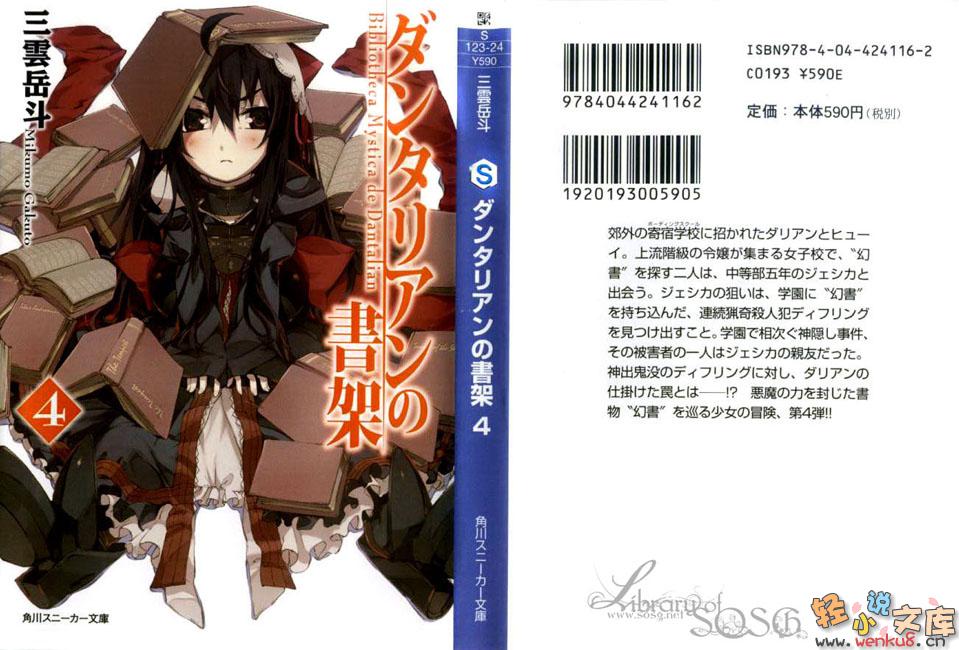 三雲岳斗
Mikumo Gakuto
ダンタリアンの
書架
Bibliotheca Mystica de Dantalian
4
The Tempest
角川スニーカー文庫
S
123-24
Y590
三雲岳斗
S
ダンタリアンの書架 4
角川スニーカー文庫
9784044241162
1920193005905
ISBN978-4-04-424116-2
C0193 ¥590E
定価:本体590円(税別)
ボーディングスクール
郊外の寄宿学校に招かれたダリアンとヒュー
イ。上流階級の令嬢が集まる女子校で、〝幻
書〟を探す二人は、中等部五年のジェシカと
出会う。ジェシカの狙いは、学園に〝幻書〟
を持ち込んだ、連続猟奇殺人犯ディフリング
を見つけ出すこと。学園で相次ぐ神隠し事件、
その被害者の一人はジェシカの親友だった。
神出鬼没のディフリングに対し、ダリアンの
仕掛けた罠とは――!? 悪魔の力を封じた書
物〝幻書〟を巡る少女の冒険、第4弾!!
Library of
www.sosg.net
SOSG
轻小说文库
www.wenku8.cn